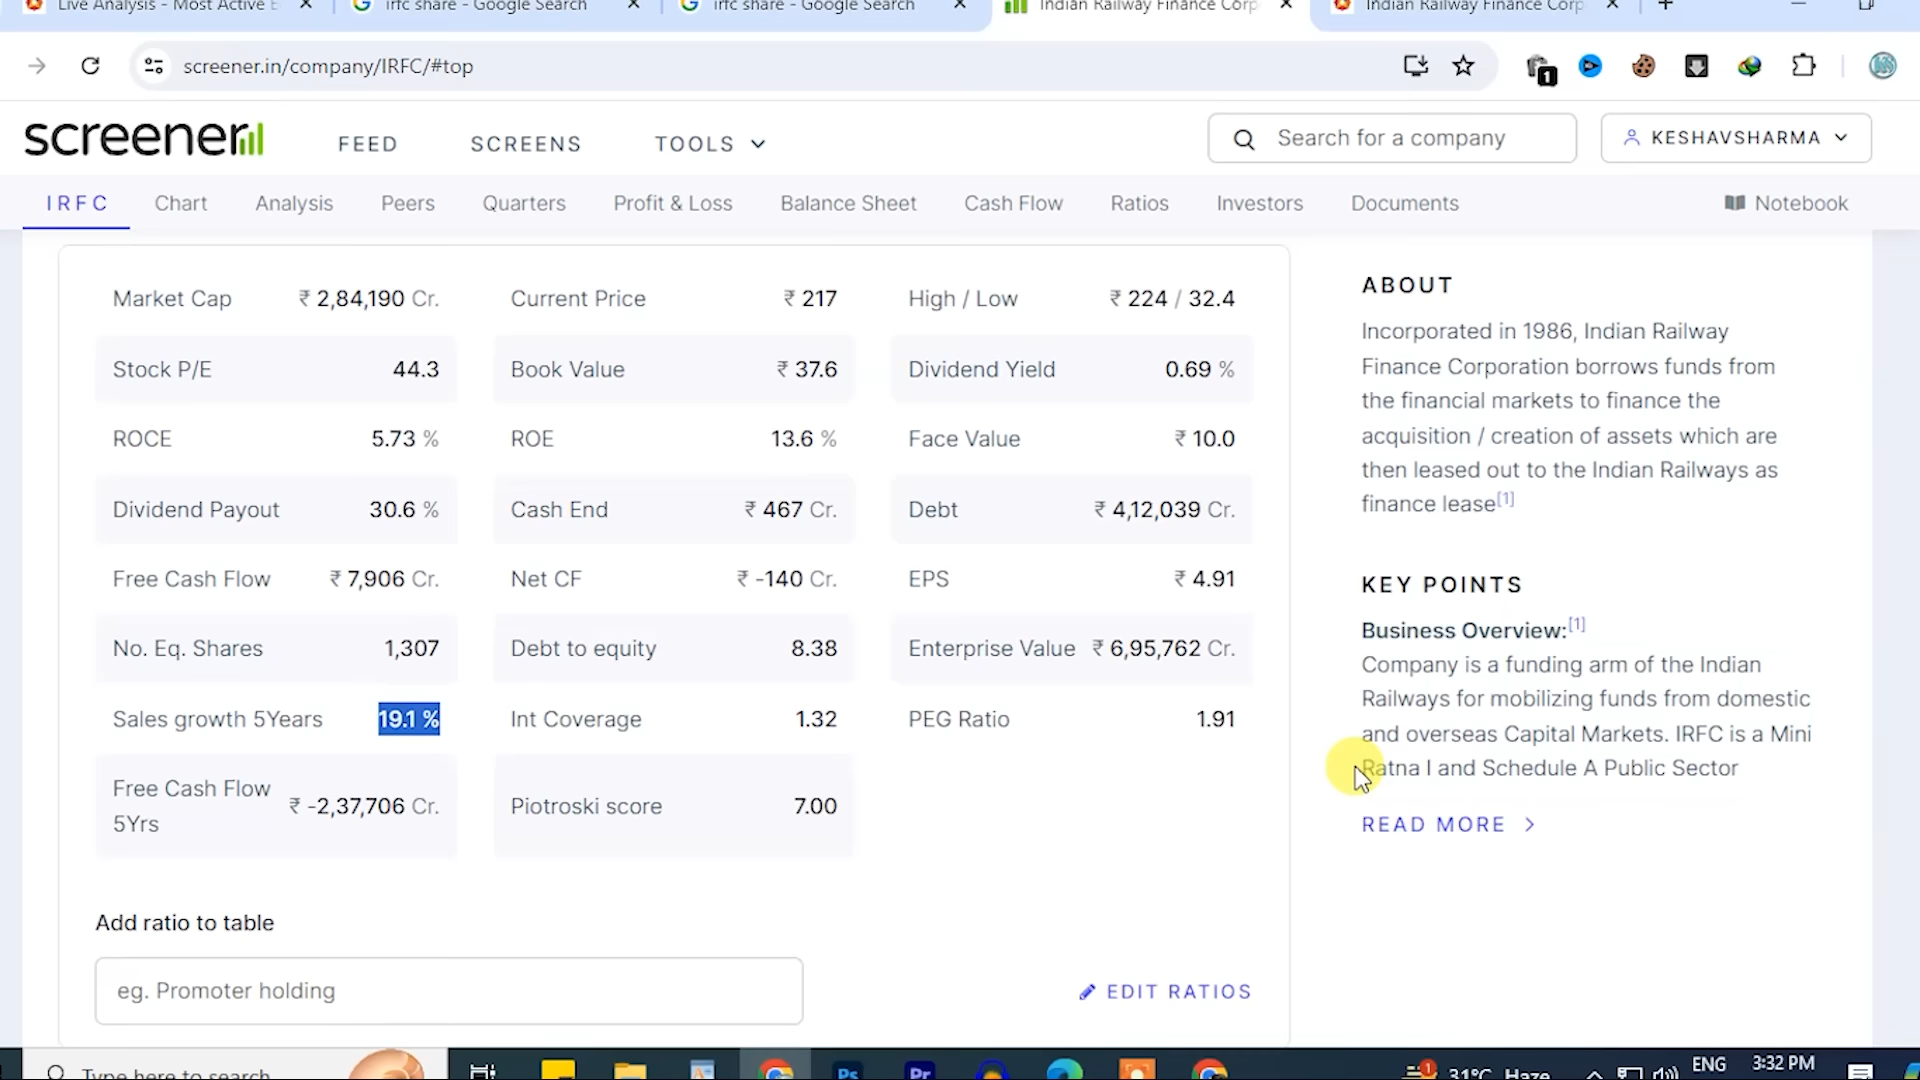 Live Analysis - Most Active E
irfc share - Google Search
irfc share - Google Search
Indian Railway Finance Corp
Indian Railway Finance Corp
screener.in/company/IRFC/#top
1
screener
FEED
SCREENS
TOOLS
Search for a company
KESHAVSHARMA
IRFC
Chart
Analysis
Peers
Quarters
Profit & Loss
Balance Sheet
Cash Flow
Ratios
Investors
Documents
Notebook
Market Cap ₹ 2,84,190 Cr.
Current Price ₹ 217
High / Low ₹ 224 / 32.4
Stock P/E 44.3
Book Value ₹ 37.6
Dividend Yield 0.69 %
ROCE 5.73 %
ROE 13.6 %
Face Value ₹ 10.0
Dividend Payout 30.6 %
Cash End ₹ 467 Cr.
Debt ₹ 4,12,039 Cr.
Free Cash Flow ₹ 7,906 Cr.
Net CF ₹ -140 Cr.
EPS ₹ 4.91
No. Eq. Shares 1,307
Debt to equity 8.38
Enterprise Value ₹ 6,95,762 Cr.
Sales growth 5Years 19.1 %
Int Coverage 1.32
PEG Ratio 1.91
Free Cash Flow
5Yrs
₹ -2,37,706 Cr.
Piotroski score 7.00
Add ratio to table
eg. Promoter holding
EDIT RATIOS
ABOUT
Incorporated in 1986, Indian Railway
Finance Corporation borrows funds from
the financial markets to finance the
acquisition / creation of assets which are
then leased out to the Indian Railways as
finance lease[1]
KEY POINTS
Business Overview:[1]
Company is a funding arm of the Indian
Railways for mobilizing funds from domestic
and overseas Capital Markets. IRFC is a Mini
Ratna I and Schedule A Public Sector
READ MORE
Type here to search
Ps
Pr
1
31°C Haze
ENG
3:32 PM